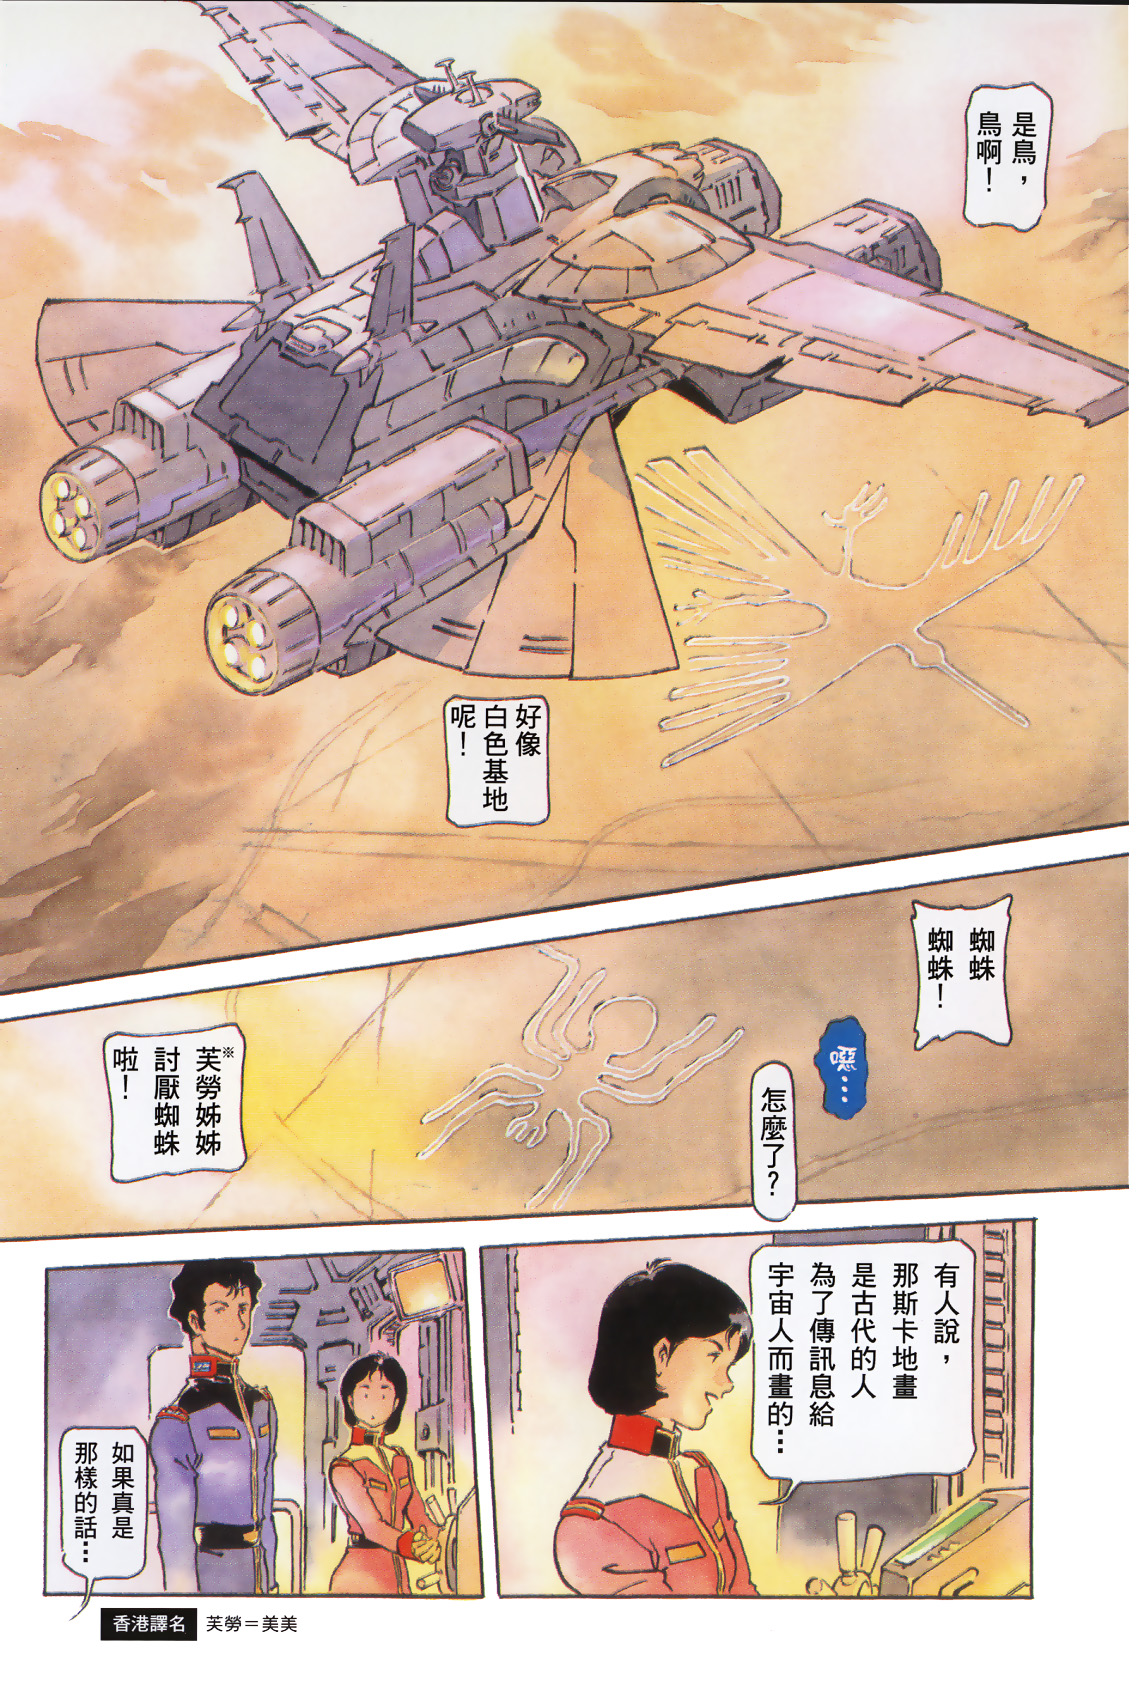 是鳥，
鳥啊！
好像
白色基地
呢！
蜘蛛
蜘蛛！
噁⋯
怎麼了？
※
芙勞姊姊
討厭蜘蛛
啦！
有人說，
那斯卡地畫
是古代的人
為了傳訊息給
宇宙人而畫的⋯
如果真是
那樣的話⋯
香港譯名 芙勞＝美美